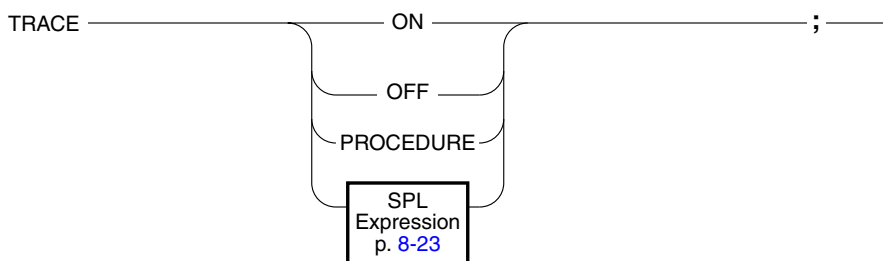 TRACE ON ;
OFF
PROCEDURE
SPL
Expression
p. 8-23